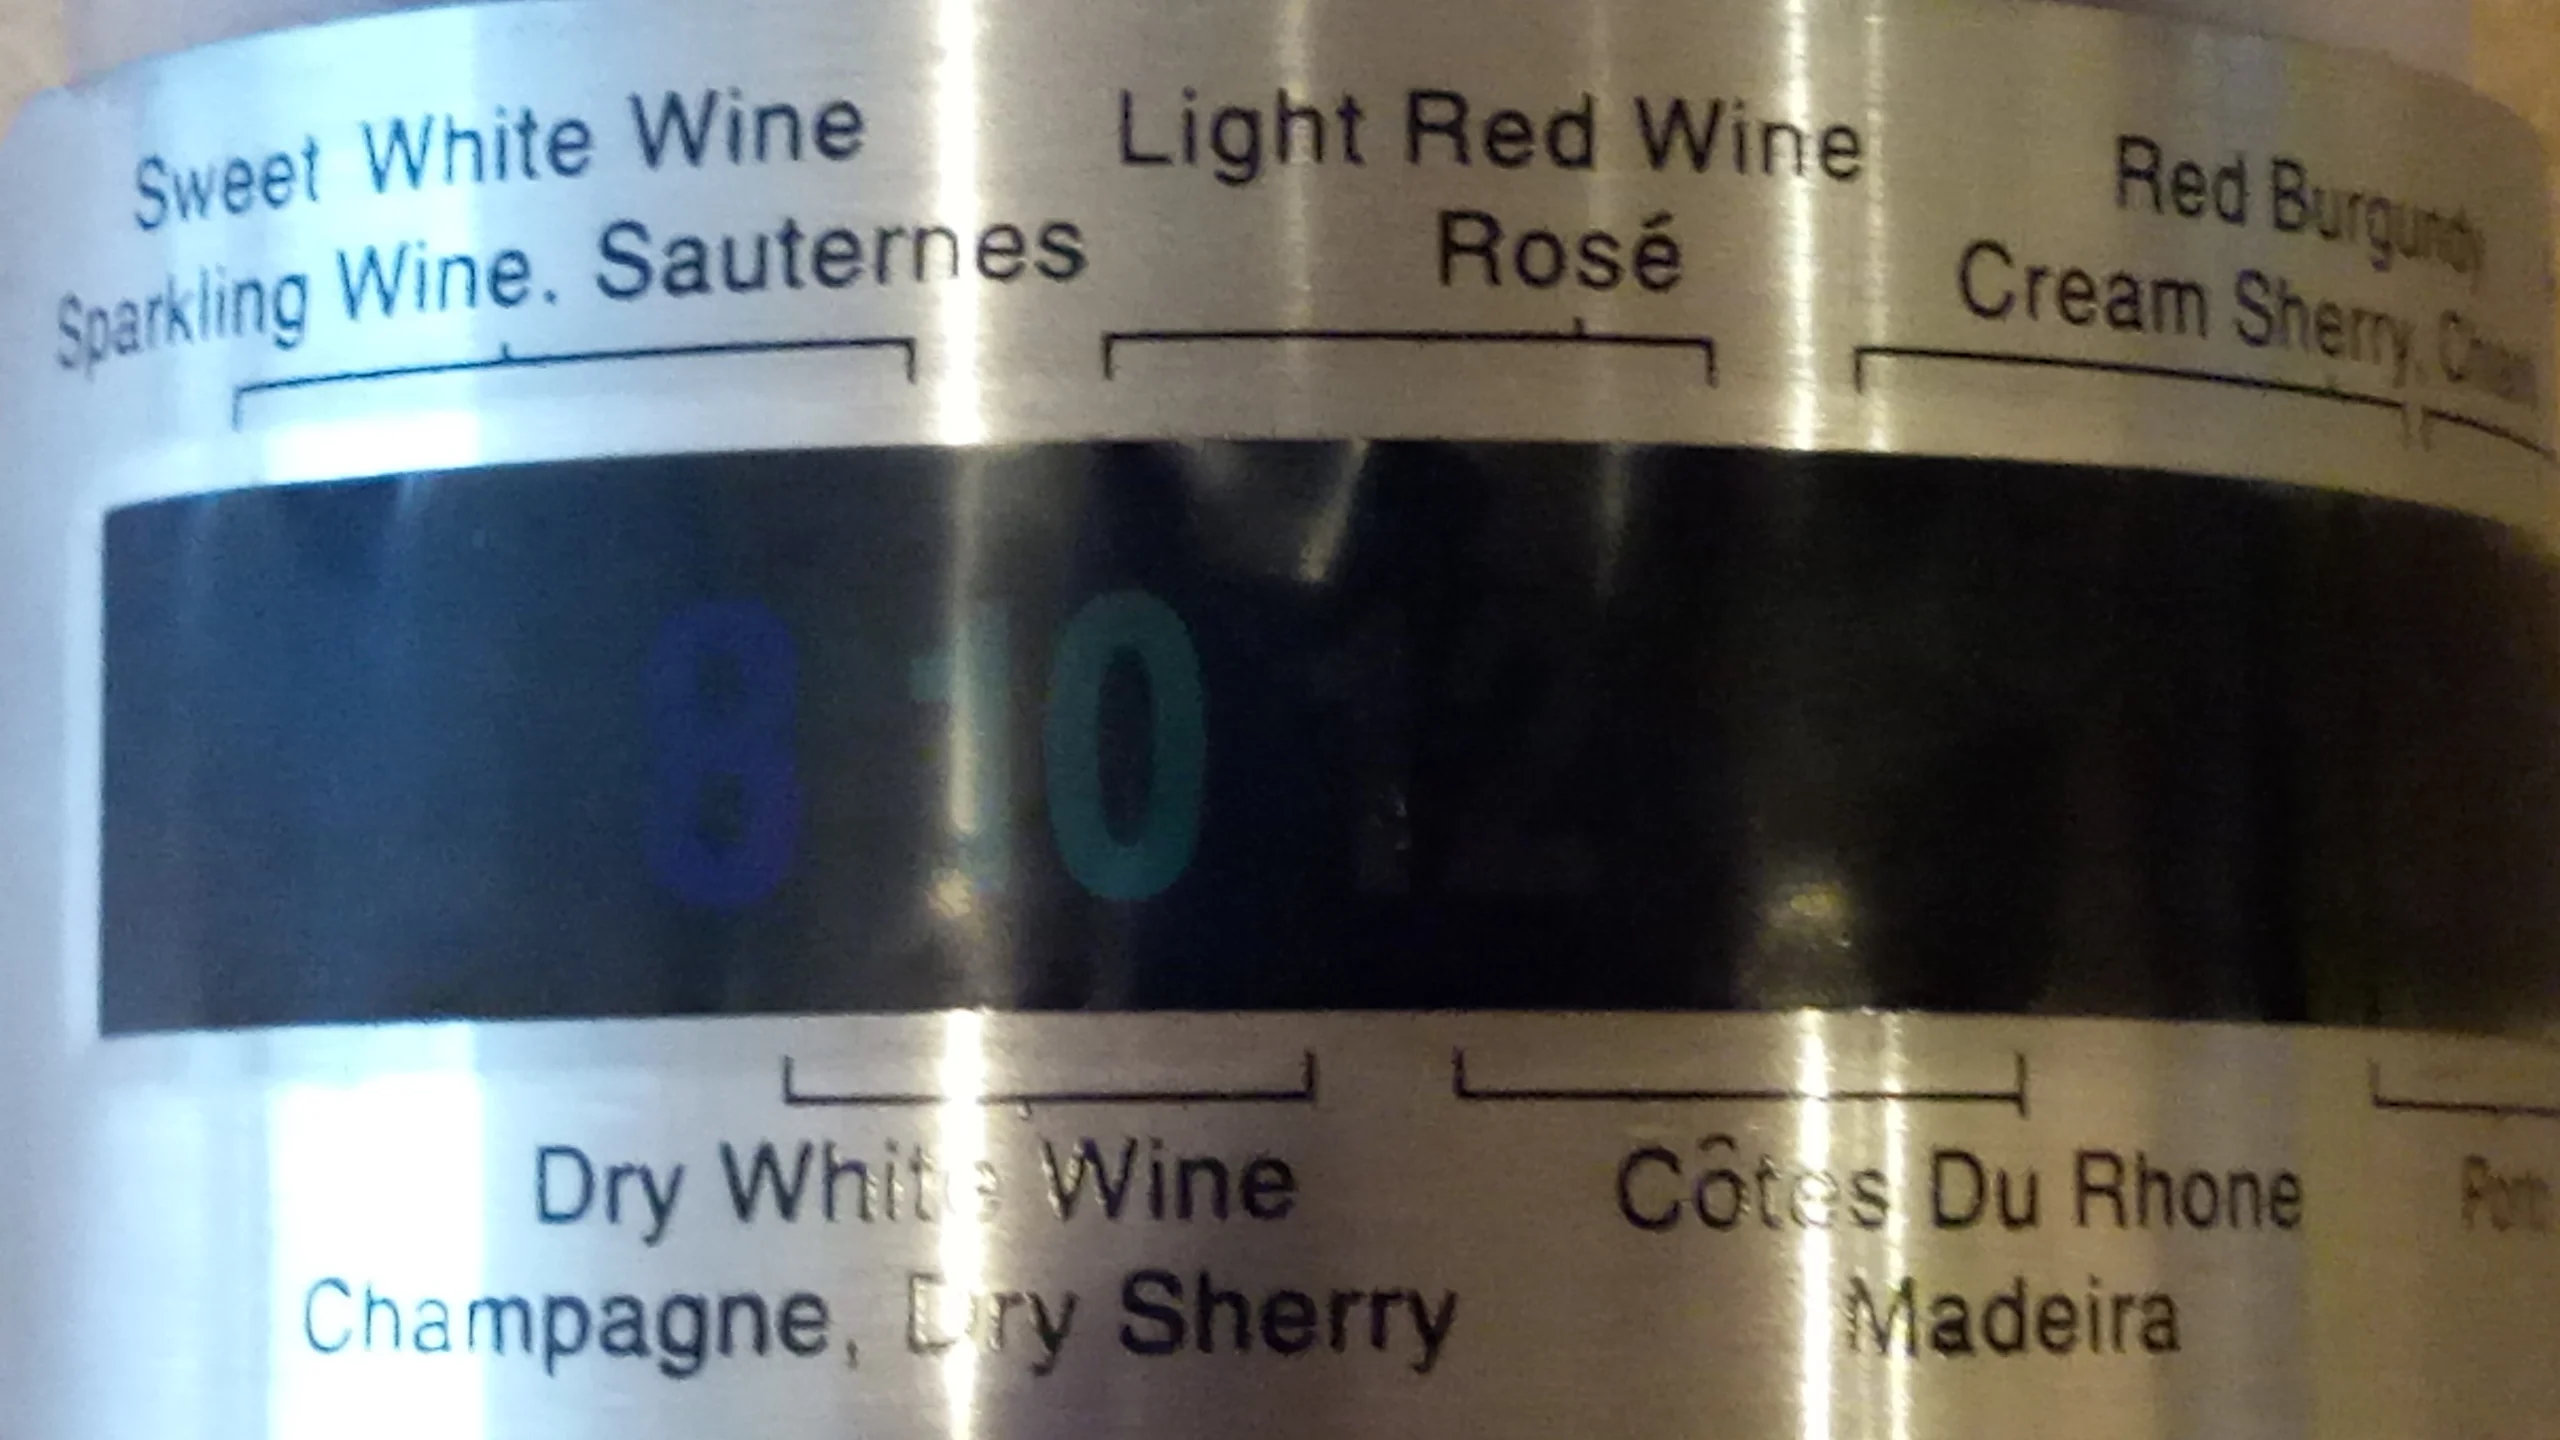 Sweet White Wine
Sparkling Wine. Sauternes
Light Red Wine
Rosé
Red Burgundy
Cream Sherry,
8 10 12
Dry White Wine
Champagne, Dry Sherry
Côtes Du Rhone
Madeira